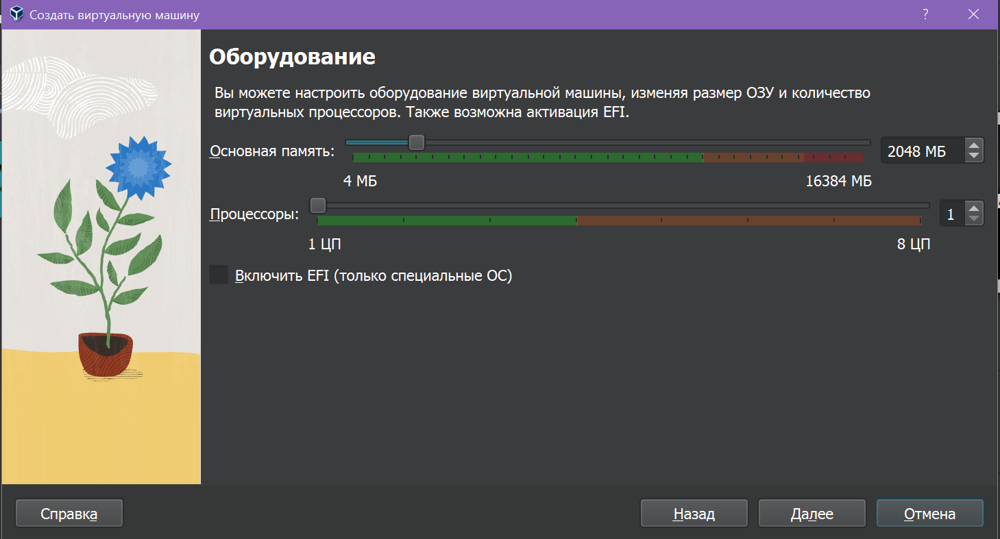 Создать виртуальную машину
?
Оборудование
Вы можете настроить оборудование виртуальной машины, изменяя размер ОЗУ и количество
виртуальных процессоров. Также возможна активация EFI.
Основная память:
2048 МБ
4 МБ
16384 МБ
Процессоры:
1
1 ЦП
8 ЦП
Включить EFI (только специальные ОС)
Справка
Назад
Далее
Отмена